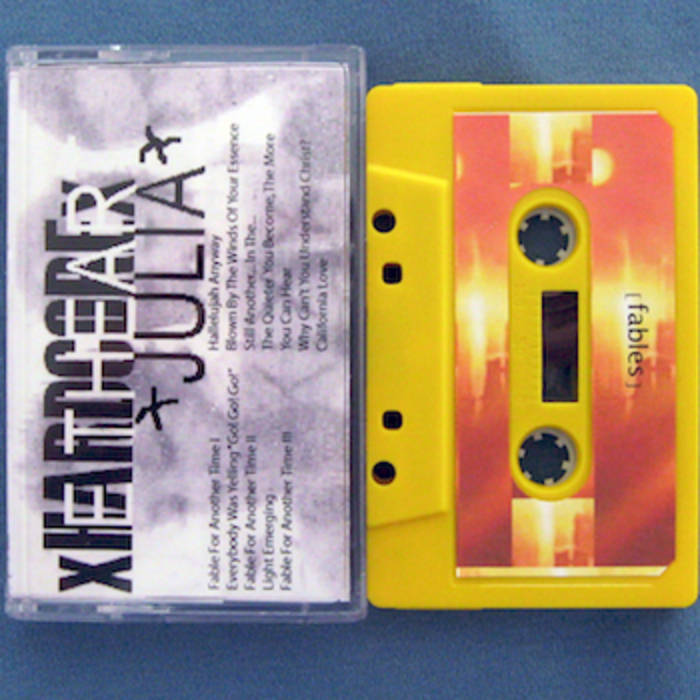 xHARDCORE
x JULIA x
Fable For Another Time I
Everybody Was Yelling "Go! Go! Go!"
Fable For Another Time II
Light Emerging
Fable For Another Time III
Hallelujah Anyway
Blown By The Winds Of Your Essence
Still Another...In The...
The Quieter You Become, The More
You Can Hear
Why Can't You Understand Christ?
California Love
[fables]